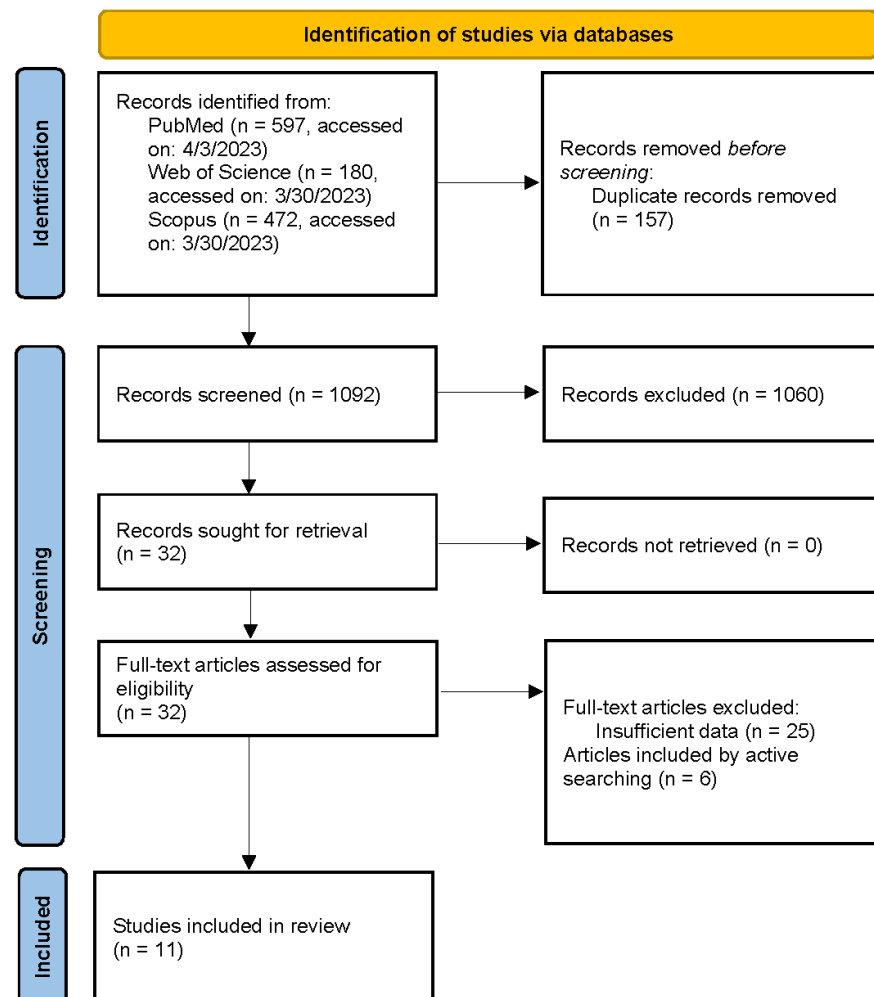 Identification of studies via databases
Identification
Records identified from:
PubMed (n = 597, accessed
on: 4/3/2023)
Web of Science (n = 180,
accessed on: 3/30/2023)
Scopus (n = 472, accessed
on: 3/30/2023)
Records removed before
screening:
Duplicate records removed
(n = 157)
Screening
Records screened (n = 1092)
Records excluded (n = 1060)
Records sought for retrieval
(n = 32)
Records not retrieved (n = 0)
Full-text articles assessed for
eligibility
(n = 32)
Full-text articles excluded:
Insufficient data (n = 25)
Articles included by active
searching (n = 6)
Included
Studies included in review
(n = 11)